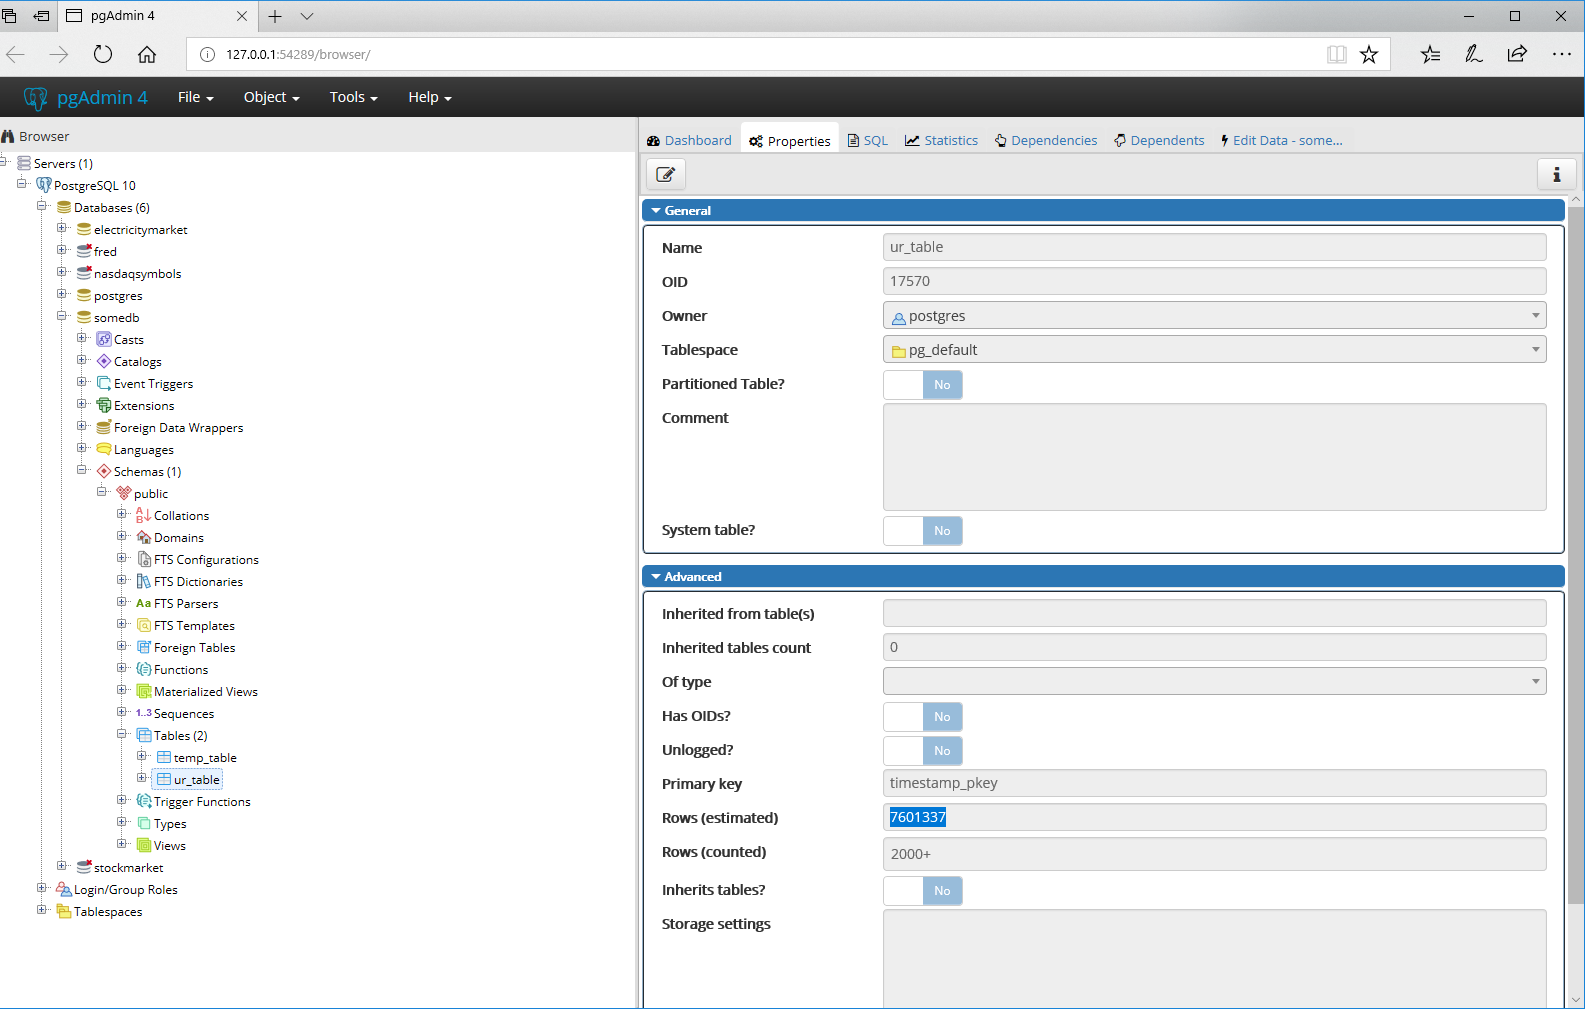 pgAdmin 4
127.0.0.1:54289/browser/
pgAdmin 4 File Object Tools Help
Browser
Servers (1)
PostgreSQL 10
Databases (6)
electricitymarket
fred
nasdaqsymbols
postgres
somedb
Casts
Catalogs
Event Triggers
Extensions
Foreign Data Wrappers
Languages
Schemas (1)
public
Collations
Domains
FTS Configurations
FTS Dictionaries
Aa FTS Parsers
FTS Templates
Foreign Tables
Functions
Materialized Views
1..3 Sequences
Tables (2)
temp_table
ur_table
Trigger Functions
Types
Views
stockmarket
Login/Group Roles
Tablespaces
Dashboard Properties SQL Statistics Dependencies Dependents Edit Data - some...
General
Name ur_table
OID 17570
Owner postgres
Tablespace pg_default
Partitioned Table? No
Comment
System table? No
Advanced
Inherited from table(s)
Inherited tables count 0
Of type
Has OIDs? No
Unlogged? No
Primary key timestamp_pkey
Rows (estimated) 7601337
Rows (counted) 2000+
Inherits tables? No
Storage settings